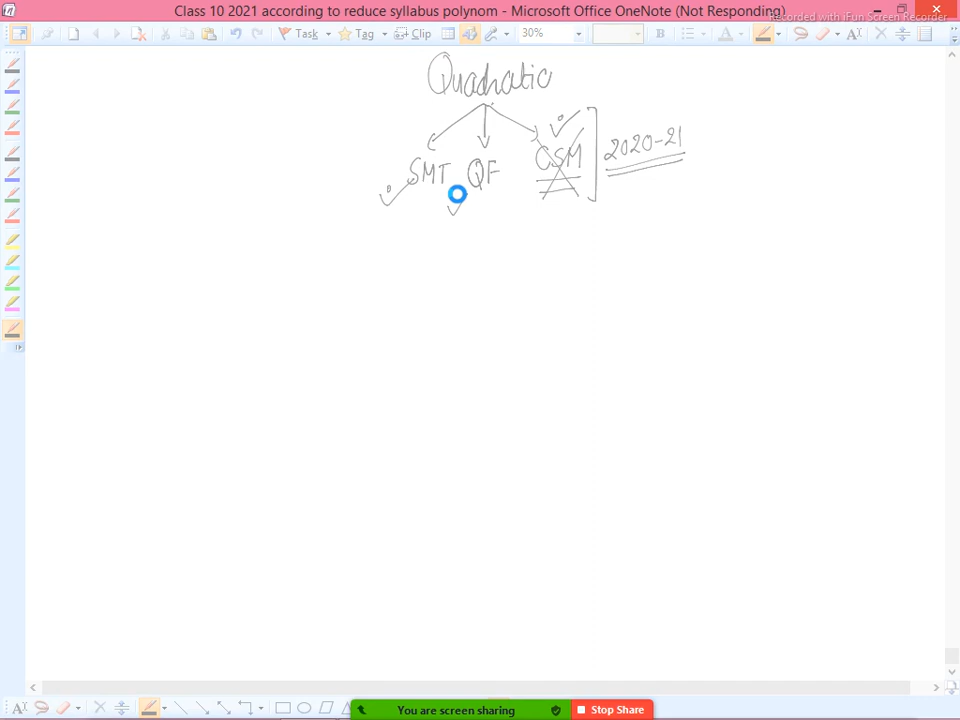 Class 10 2021 according to reduce syllabus polynom - Microsoft Office OneNote (Not Responding)
Recorded with iFun Screen Recorder
Task Tag Clip 30% B A
Quadratic
SMT QF CSM 2020-21
You are screen sharing Stop Share